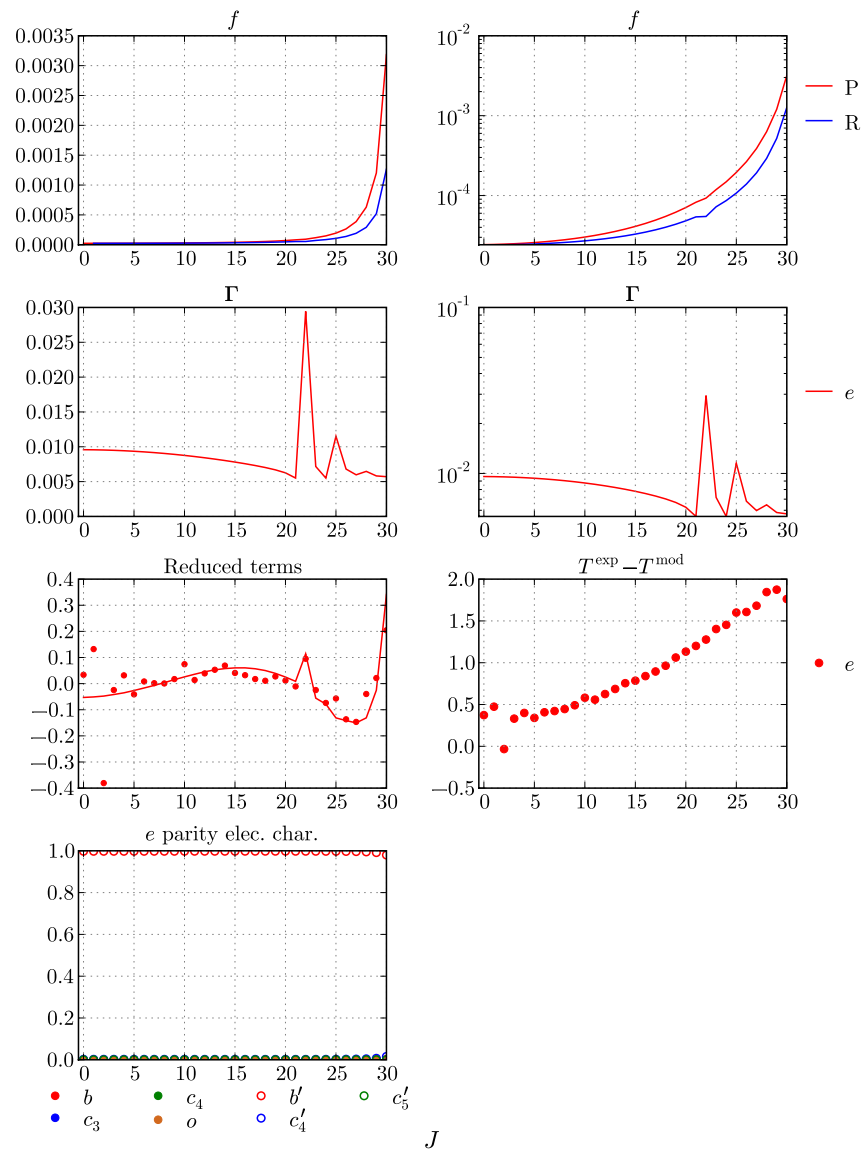 f f
0.0035 10⁻²
0.0030
0.0025 P
0.0020 10⁻³ R
0.0015
0.0010
0.0005 10⁻⁴
0.0000
0 5 10 15 20 25 30 0 5 10 15 20 25 30
Γ Γ
0.030 10⁻¹
0.025
0.020
0.015 e
0.010 10⁻²
0.005
0.000
0 5 10 15 20 25 30 0 5 10 15 20 25 30
Reduced terms T^exp−T^mod
0.4 2.0
0.3
0.2 1.5
0.1 1.0 e
0.0
−0.1 0.5
−0.2 0.0
−0.3
−0.4 −0.5
0 5 10 15 20 25 30 0 5 10 15 20 25 30
e parity elec. char.
1.0
0.8
0.6
0.4
0.2
0.0
0 5 10 15 20 25 30
b c₄ b′ c₅′
c₃ o c₄′
J